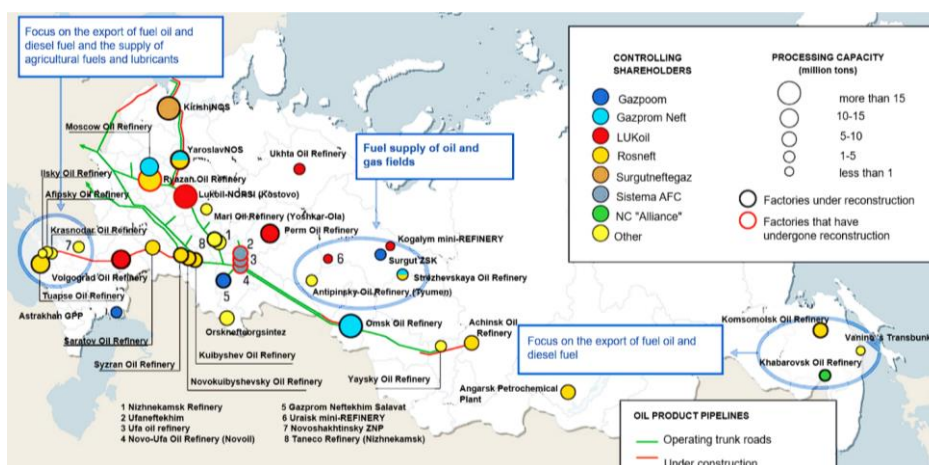 Focus on the export of fuel oil and
diesel fuel and the supply of
agricultural fuels and lubricants
KirishiNOS
Moscow Oil Refinery
YaroslavNOS
Ukhta Oil Refinery
Fuel supply of oil and
gas fields
Ilsky Oil Refinery
Ryazan Oil Refinery
Afipsky Oil Refinery
Lukoil-NORSI (Kostovo)
Krasnodar Oil Refinery
Mari Oil Refinery (Yoshkar-Ola)
Perm Oil Refinery
Kogalym mini-REFINERY
7
8
1
2
3
4
5
6
Surgut ZSK
Strezhevskaya Oil Refinery
Volgograd Oil Refinery
Antipinsky Oil Refinery (Tyumen)
Tuapse Oil Refinery
Astrakhan GPP
Orsknefteorgsintez
Omsk Oil Refinery
Achinsk Oil
Refinery
Saratov Oil Refinery
Kuibyshev Oil Refinery
Syzran Oil Refinery
Novokuibyshevsky Oil Refinery
Yaysky Oil Refinery
Angarsk Petrochemical
Plant
Focus on the export of fuel oil and
diesel fuel
Komsomolsk Oil Refinery
Vanino's Transbunk
Khabarovsk Oil Refinery
1 Nizhnekamsk Refinery
2 Ufaneftekhim
3 Ufa oil refinery
4 Novo-Ufa Oil Refinery (Novoil)
5 Gazprom Neftekhim Salavat
6 Uraisk mini-REFINERY
7 Novoshakhtinsky ZNP
8 Taneco Refinery (Nizhnekamsk)
CONTROLLING
SHAREHOLDERS
Gazpoom
Gazprom Neft
LUKoil
Rosneft
Surgutneftegaz
Sistema AFC
NC "Alliance"
Other
PROCESSING CAPACITY
(million tons)
more than 15
10-15
5-10
1-5
less than 1
Factories under reconstruction
Factories that have
undergone reconstruction
OIL PRODUCT PIPELINES
Operating trunk roads
Under construction